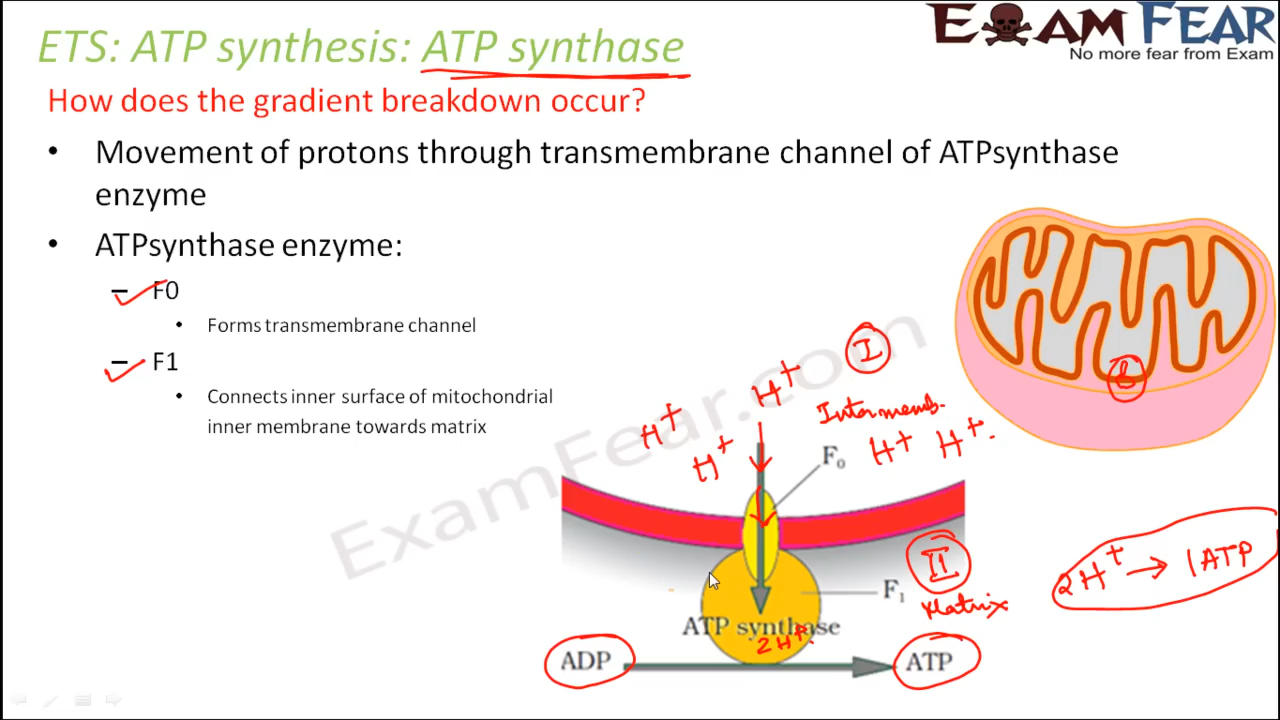 EXAM FEAR
No more fear from Exam
ETS: ATP synthesis: ATP synthase
How does the gradient breakdown occur?
• Movement of protons through transmembrane channel of ATPsynthase
enzyme
• ATPsynthase enzyme:
– F0
• Forms transmembrane channel
– F1
• Connects inner surface of mitochondrial
inner membrane towards matrix
ExamFear.com
I
H+
Intermemb.
H+
H+
H+ H+
F₀
II
F₁
Matrix
2H+ → 1ATP
ATP synthase
ADP
ATP